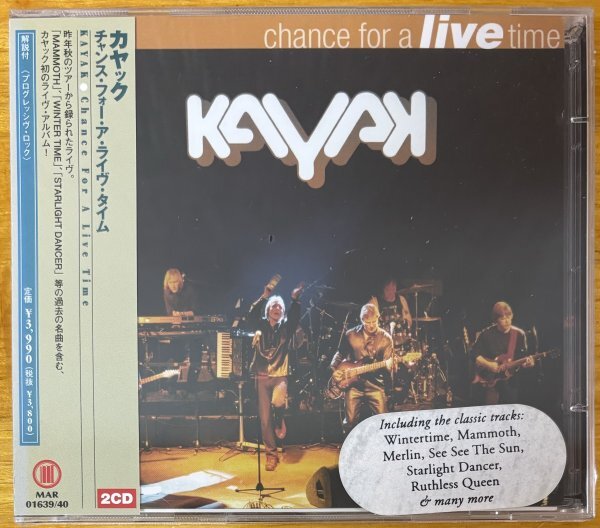 chance for a live time
KAYAK
カヤック
チャンス・フォー・ア・ライヴ・タイム
KAYAK ● Chance For A Live Time
昨年秋のツアーから録られたライヴ。
「MAMMOTH」、「WINTER TIME」、「STARLIGHT DANCER」等の過去の名曲を含む、
カヤック初のライヴ・アルバム!
解説付 〈プログレッシヴ・ロック〉
定価 ¥3,990 (税抜 ¥3,800)
MAR
01639/40
2CD
Including the classic tracks:
Wintertime, Mammoth,
Merlin, See See The Sun,
Starlight Dancer,
Ruthless Queen
& many more